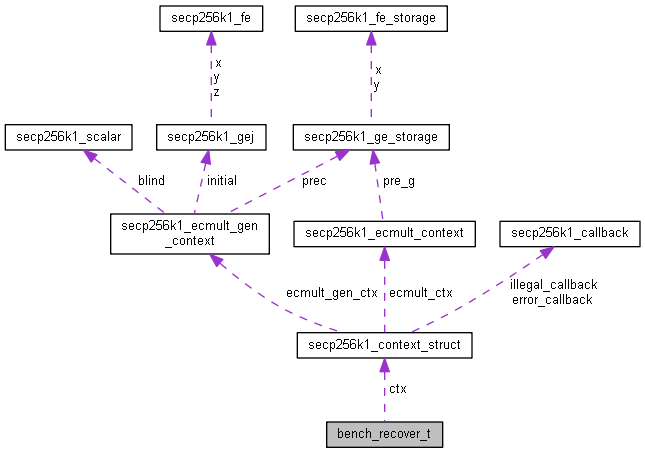 secp256k1_fe
secp256k1_fe_storage
x
y
z
x
y
secp256k1_scalar
secp256k1_gej
secp256k1_ge_storage
blind
initial
prec
pre_g
secp256k1_ecmult_gen
_context
secp256k1_ecmult_context
secp256k1_callback
ecmult_gen_ctx
ecmult_ctx
illegal_callback
error_callback
secp256k1_context_struct
ctx
bench_recover_t